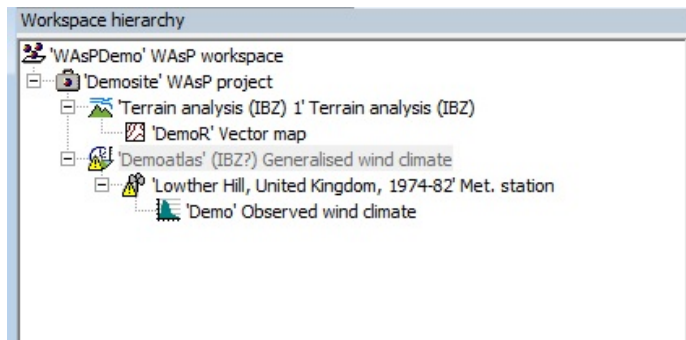 Workspace hierarchy
'WAsPDemo' WAsP workspace
'Demosite' WAsP project
'Terrain analysis (IBZ) 1' Terrain analysis (IBZ)
'DemoR' Vector map
'Demoatlas' (IBZ?) Generalised wind climate
'Lowther Hill, United Kingdom, 1974-82' Met. station
'Demo' Observed wind climate